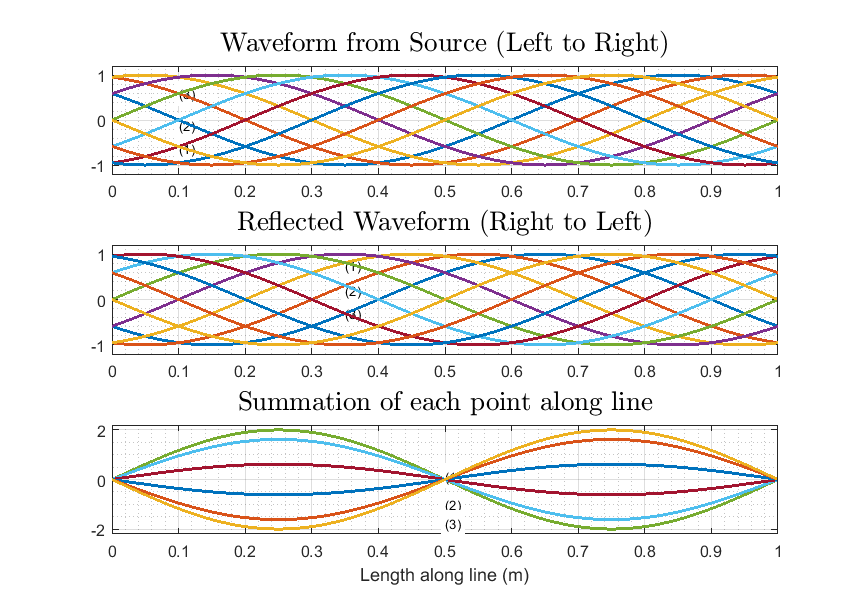 Waveform from Source (Left to Right)
1
0
-1
(3)
(2)
(1)
0 0.1 0.2 0.3 0.4 0.5 0.6 0.7 0.8 0.9 1
Reflected Waveform (Right to Left)
1
0
-1
(1)
(2)
(3)
0 0.1 0.2 0.3 0.4 0.5 0.6 0.7 0.8 0.9 1
Summation of each point along line
2
0
-2
(2)
(3)
0 0.1 0.2 0.3 0.4 0.5 0.6 0.7 0.8 0.9 1
Length along line (m)